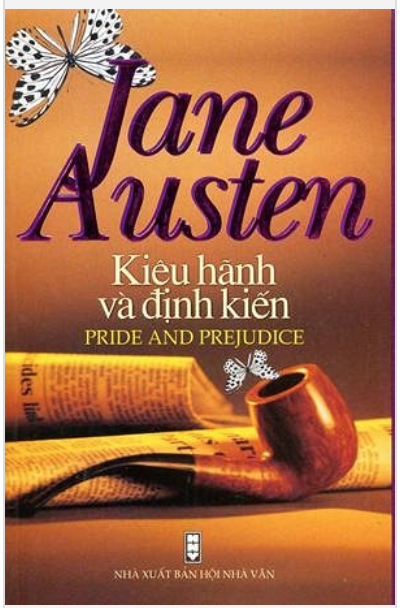 Jane
Austen
Kiêu hãnh
và định kiến
PRIDE AND PREJUDICE
NHÀ XUẤT BẢN HỘI NHÀ VĂN